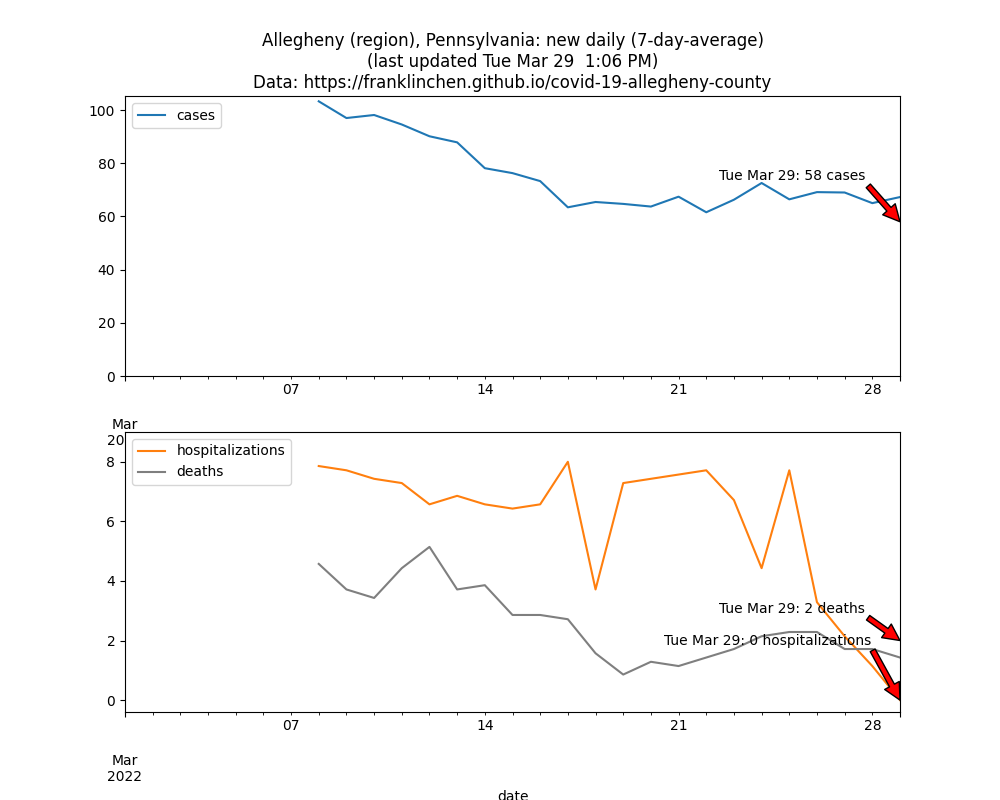 Allegheny (region), Pennsylvania: new daily (7-day-average)
(last updated Tue Mar 29  1:06 PM)
Data: https://franklinchen.github.io/covid-19-allegheny-county
100
80
60
40
20
0
cases
Tue Mar 29: 58 cases
07
14
21
28
Mar
20
8
6
4
2
0
hospitalizations
deaths
Tue Mar 29: 2 deaths
Tue Mar 29: 0 hospitalizations
07
14
21
28
Mar
2022
date